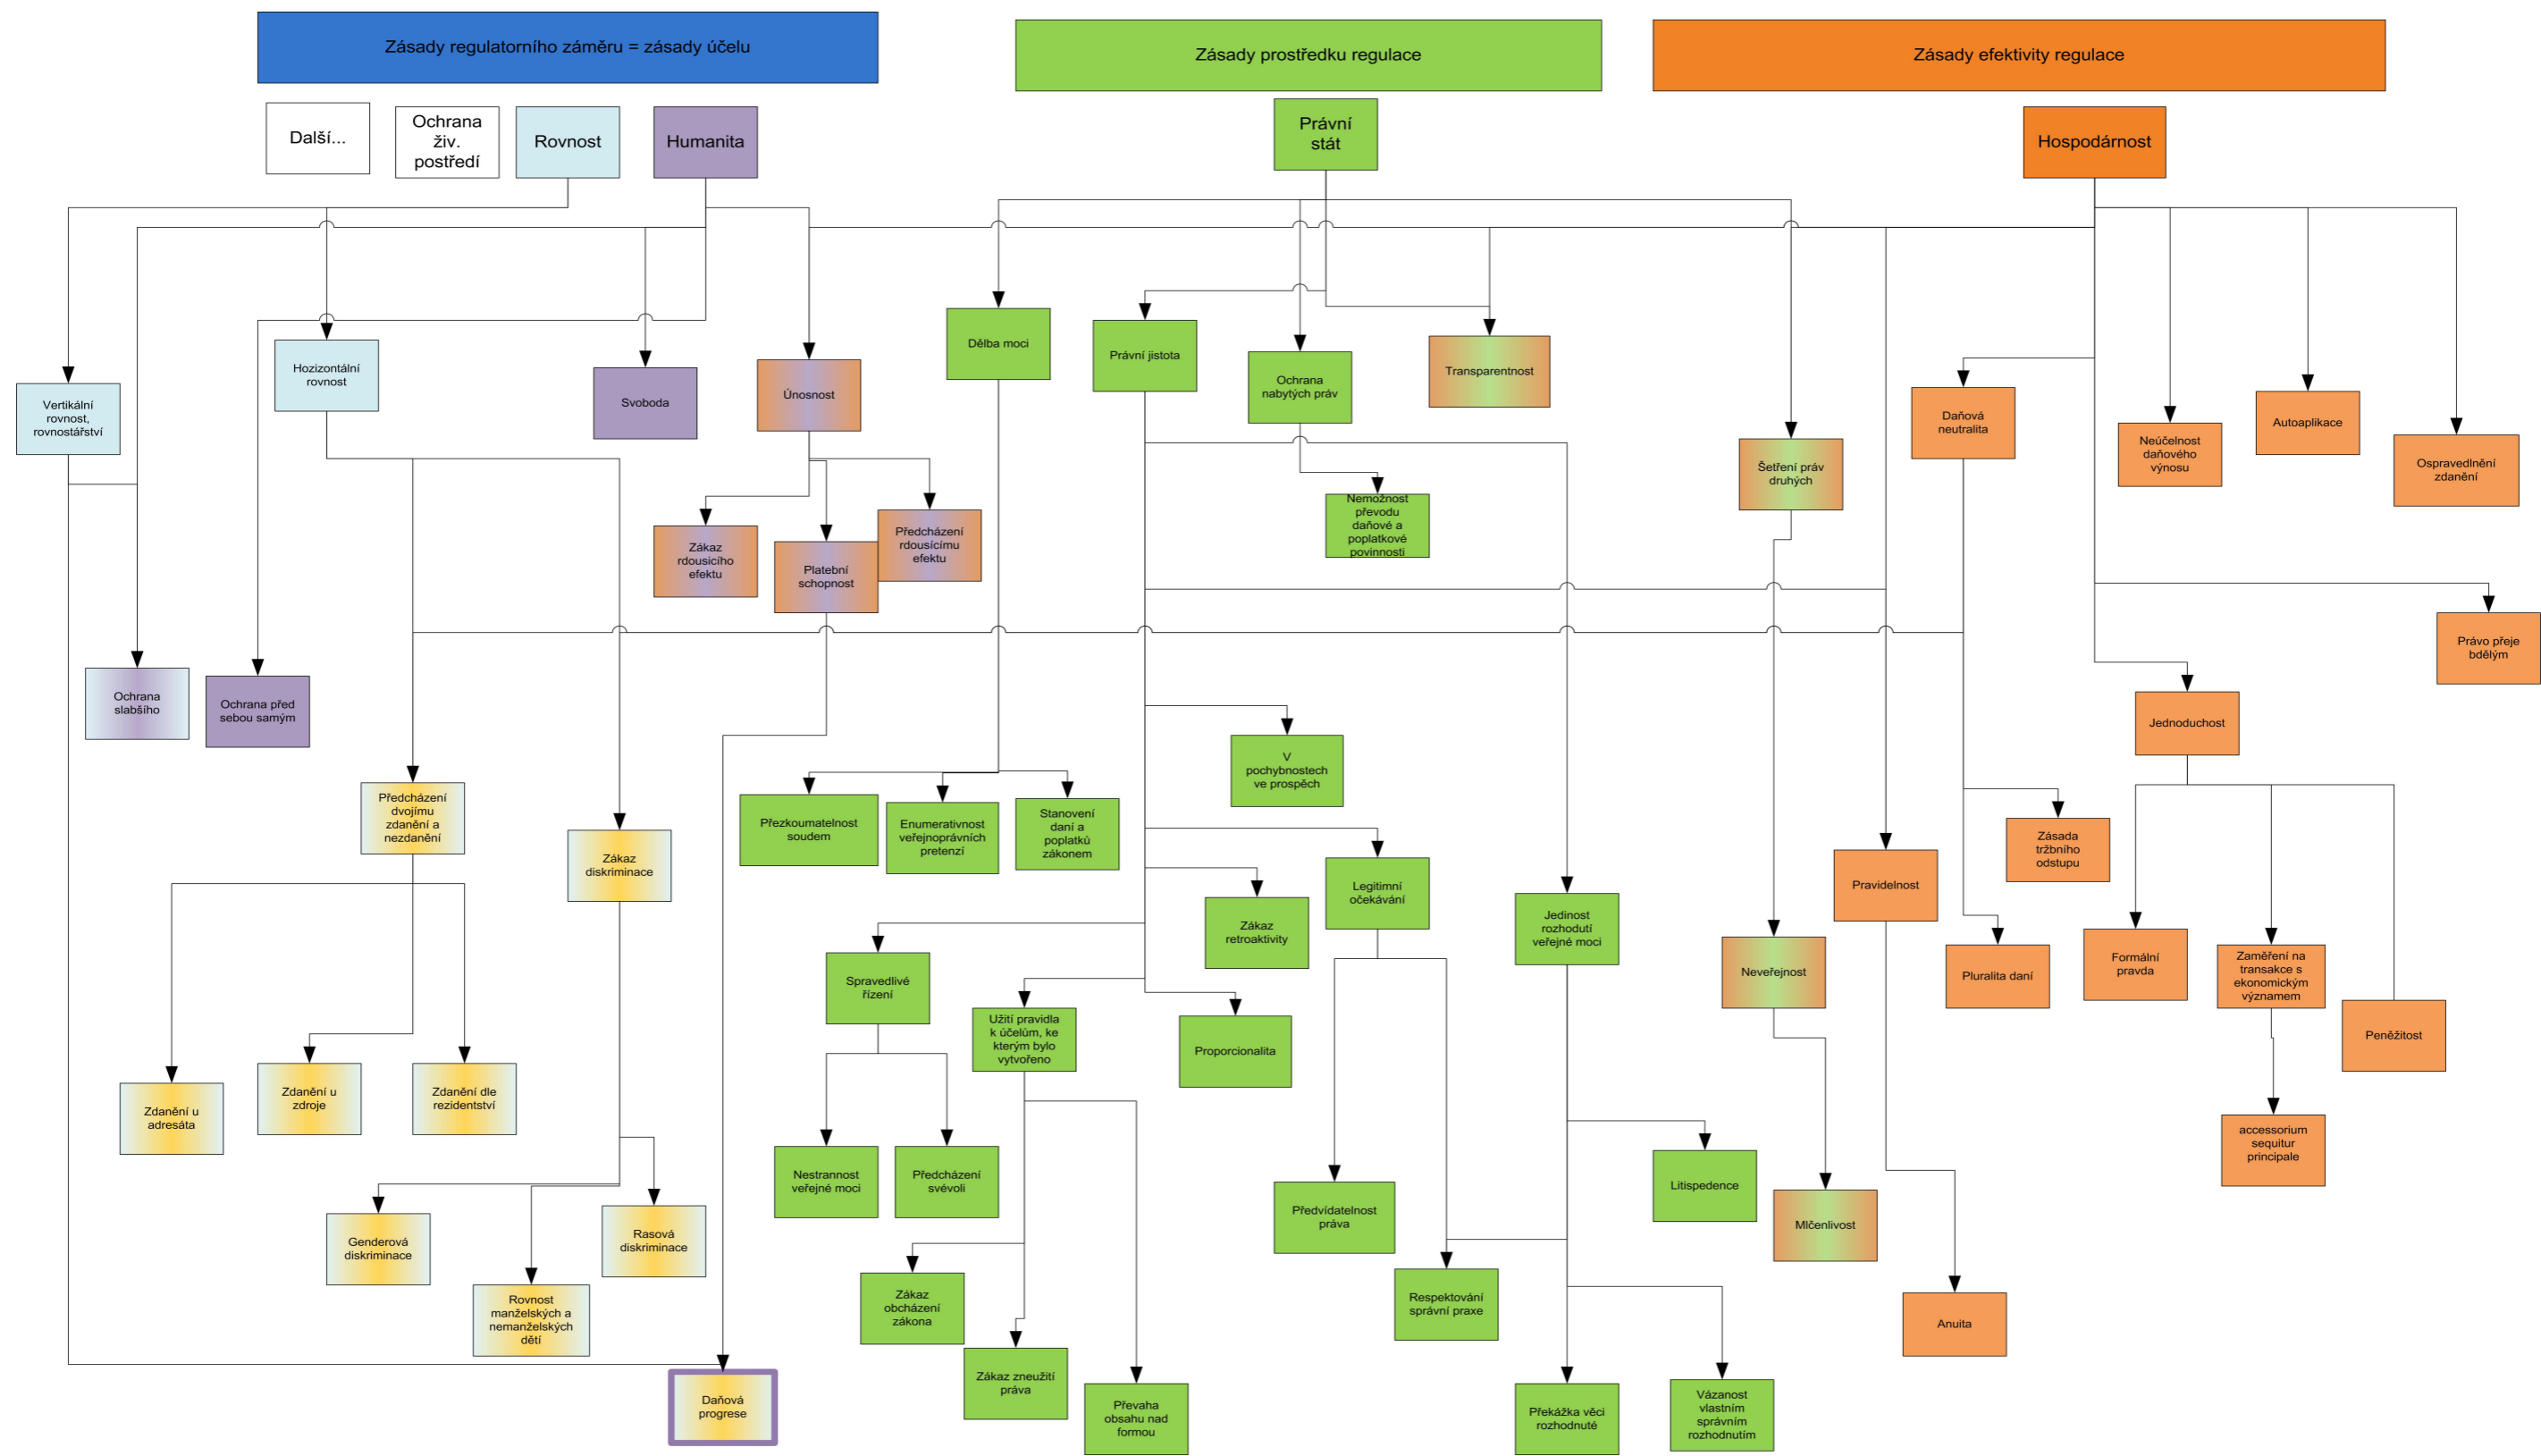 Zásady regulatorního záměru = zásady účelu
Zásady prostředku regulace
Zásady efektivity regulace
Další...
Ochrana
živ.
postředí
Rovnost
Humanita
Právní
stát
Hospodárnost
Vertikální
rovnost,
rovnostářství
Hozizontální
rovnost
Svoboda
Únosnost
Dělba moci
Právní jistota
Ochrana
nabytých práv
Transparentnost
Šetření práv
druhých
Daňová
neutralita
Neúčelnost
daňového
výnosu
Autoaplikace
Ospravedlnění
zdanění
Zákaz
rdousicího
efektu
Platební
schopnost
Předcházení
rdousícímu
efektu
Nemožnost
převodu
daňové a
poplatkové
povinnosti
Právo přeje
bdělým
Ochrana
slabšího
Ochrana před
sebou samým
Jednoduchost
V
pochybnostech
ve prospěch
Předcházení
dvojímu
zdanění a
nezdanění
Zákaz
diskriminace
Přezkoumatelnost
soudem
Enumerativnost
veřejnoprávních
pretenzí
Stanovení
daní a
poplatků
zákonem
Zásada
tržbního
odstupu
Legitimní
očekávání
Pravidelnost
Zákaz
retroaktivity
Jedinost
rozhodutí
veřejné moci
Spravedlivé
řízení
Neveřejnost
Pluralita daní
Formální
pravda
Zaměření na
transakce s
ekonomickým
významem
Užití pravidla
k účelům, ke
kterým bylo
vytvořeno
Proporcionalita
Peněžitost
Zdanění u
adresáta
Zdanění u
zdroje
Zdanění dle
rezidentství
accessorium
sequitur
principale
Nestrannost
veřejné moci
Předcházení
svévoli
Předvídatelnost
práva
Litispedence
Mlčenlivost
Genderová
diskriminace
Rasová
diskriminace
Rovnost
manželských a
nemanželských
dětí
Zákaz
obcházení
zákona
Respektování
správní praxe
Anuita
Zákaz zneužití
práva
Daňová
progrese
Převaha
obsahu nad
formou
Překážka věci
rozhodnuté
Vázanost
vlastním
správním
rozhodnutím